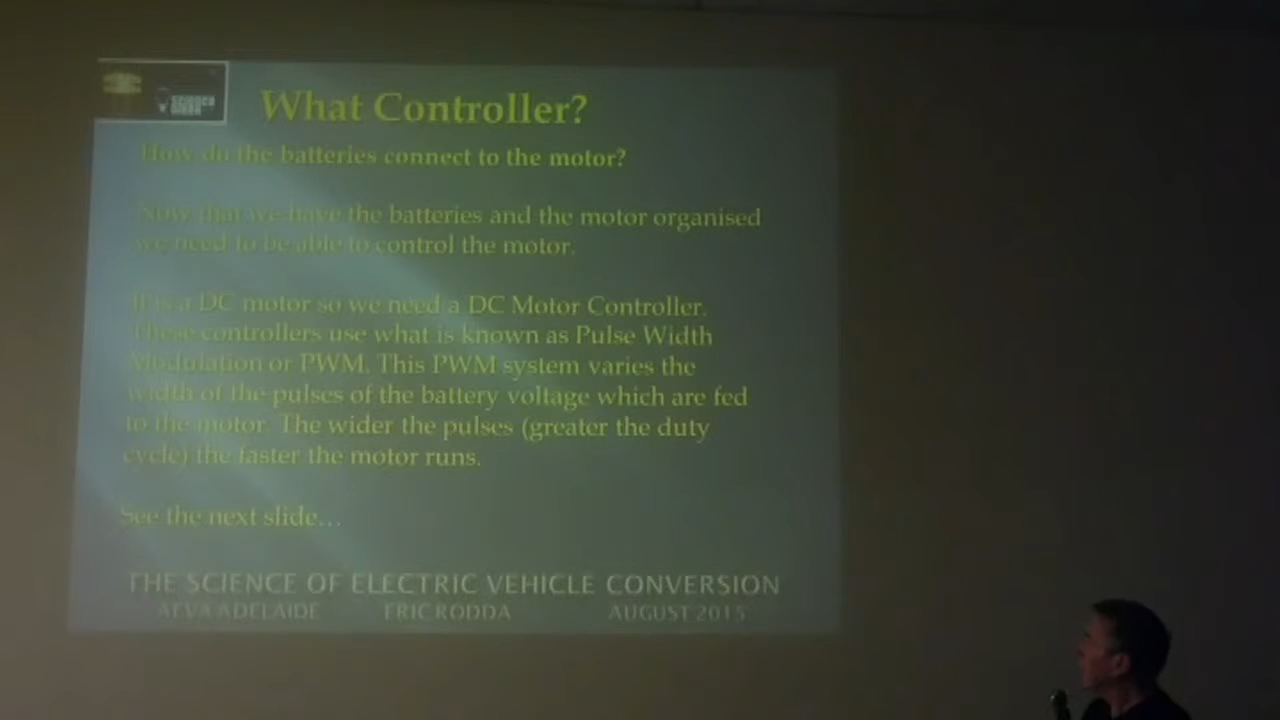 SCIENCE
WEEK
What Controller?
How do the batteries connect to the motor?
Now that we have the batteries and the motor organised
we need to be able to control the motor.
It is a DC motor so we need a DC Motor Controller.
These controllers use what is known as Pulse Width
Modulation or PWM. This PWM system varies the
width of the pulses of the battery voltage which are fed
to the motor. The wider the pulses (greater the duty
cycle) the faster the motor runs.
See the next slide...
THE SCIENCE OF ELECTRIC VEHICLE CONVERSION
AEVA ADELAIDE ERIC RODDA AUGUST 2015